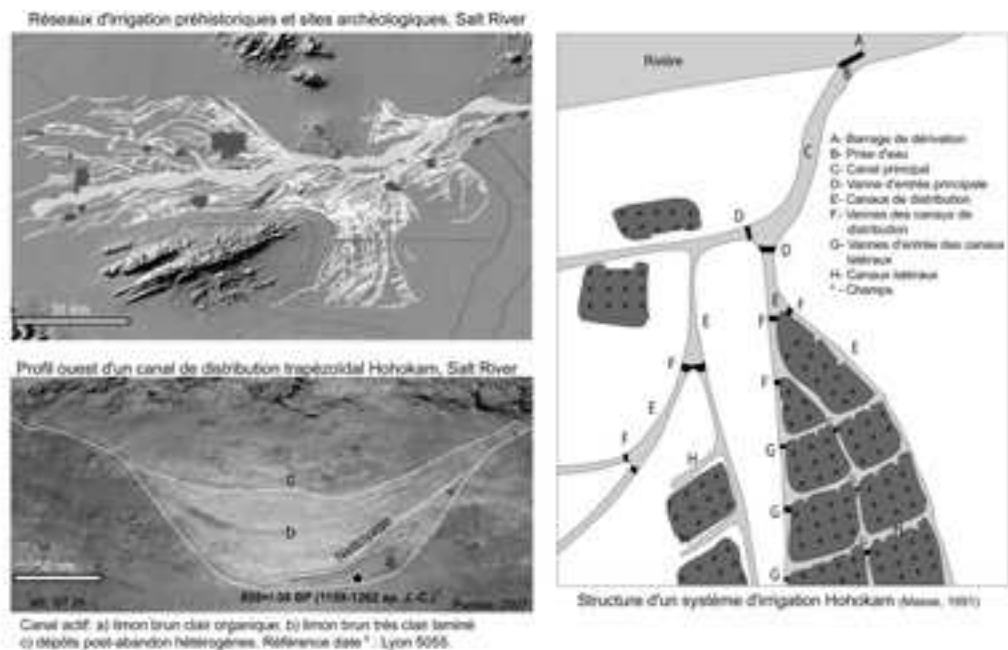 Réseaux d'irrigation préhistoriques et sites archéologiques, Salt River
Profil ouest d'un canal de distribution trapézoïdal Hohokam, Salt River
C
D
Canal actif: a) limon brun clair organique; b) limon brun très clair laminé
c) dépôts post-abandon hétérogènes. Référence date * : Lyon 5055.
Rivière
A
B
C
A- Barrage de dérivation
B- Prise d'eau
C- Canal principal
D- Vanne d'entrée principale
E- Canaux de distribution
F- Vannes des canaux de
distribution
G- Vannes d'entrée des canaux
latéraux
H- Canaux latéraux
* - Champs
D
D
E
F
F
E
E
F
F
E
F
G
H
G
G
Structure d'un système d'irrigation Hohokam (Masse, 1991)